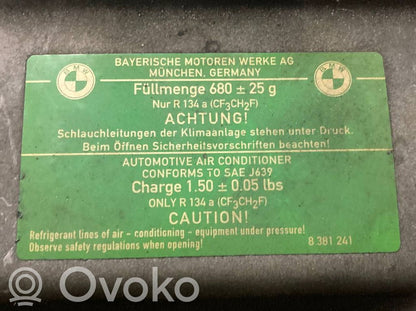 BMW
BMW
BAYERISCHE MOTOREN WERKE AG
MÜNCHEN, GERMANY
Füllmenge 680 ± 25 g
Nur R 134 a (CF3CH2F)
ACHTUNG!
Schlauchleitungen der Klimaanlage stehen unter Druck.
Beim Öffnen Sicherheitsvorschriften beachten!
AUTOMOTIVE AIR CONDITIONER
CONFORMS TO SAE J639
Charge 1.50 ± 0.05 lbs
ONLY R 134 a (CF3CH2F)
CAUTION!
Refrigerant lines of air - conditioning - equipment under pressure!
Observe safety regulations when opening!
8 381 241
Ovoko